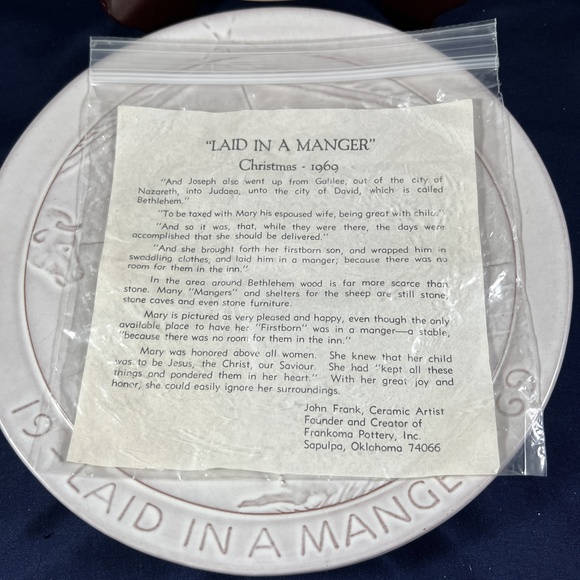 "LAID IN A MANGER"
Christmas - 1969
"And Joseph also went up from Galilee, out of the city of
Nazareth, into Judaea, unto the city of David, which is called
Bethlehem."
"To be taxed with Mary his espoused wife, being great with child."
"And so it was, that, while they were there, the days were
accomplished that she should be delivered."
"And she brought forth her firstborn son, and wrapped him in
swaddling clothes, and laid him in a manger; because there was no
room for them in the inn."
In the area around Bethlehem wood is far more scarce than
stone. Many "Mangers" and shelters for the sheep are still stone,
stone caves and even stone furniture.
Mary is pictured as very pleased and happy, even though the only
available place to have her "Firstborn" was in a manger—a stable,
"because there was no room for them in the inn."
Mary was honored above all women. She knew that her child
was to be Jesus, the Christ, our Saviour. She had "kept all these
things and pondered them in her heart." With her great joy and
honor, she could easily ignore her surroundings.
John Frank, Ceramic Artist
Founder and Creator of
Frankoma Pottery, Inc.
Sapulpa, Oklahoma 74066
19
LAID IN A MANGE
9